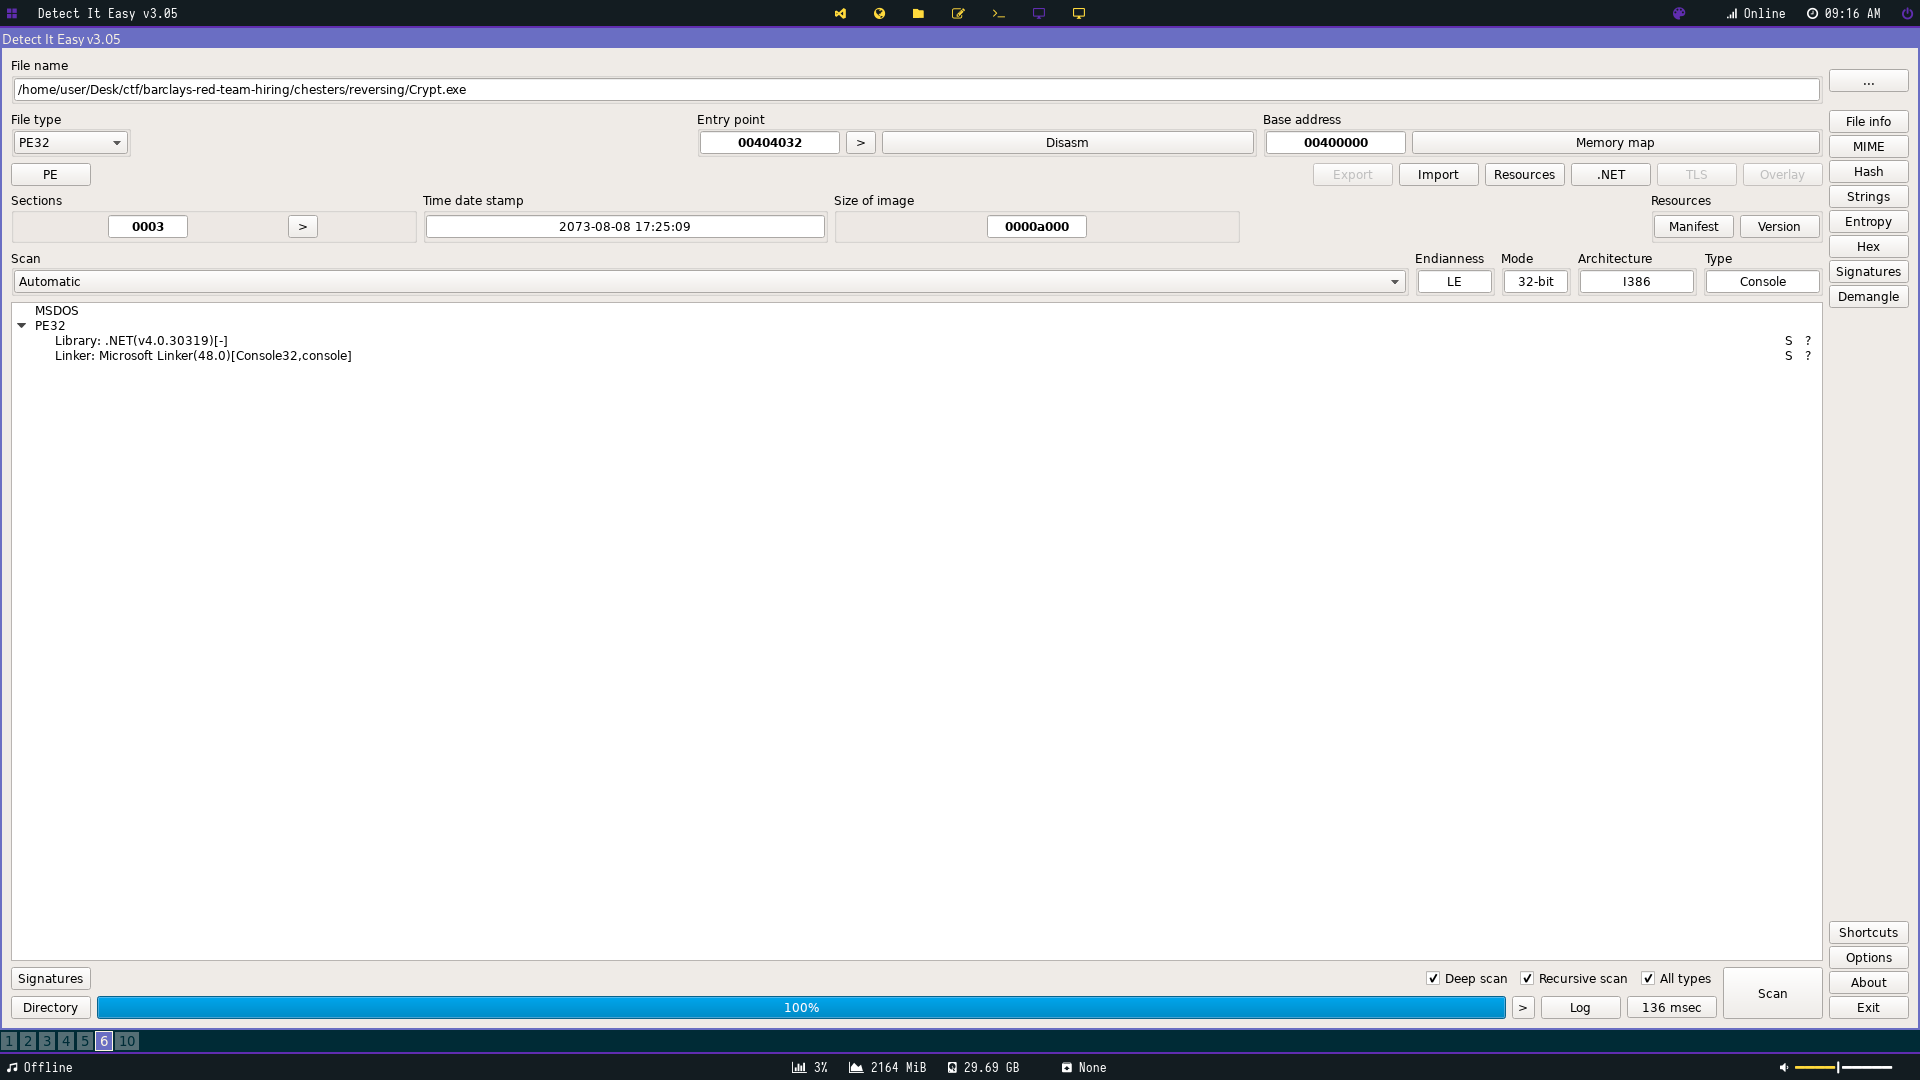 Detect It Easy v3.05
Online 09:16 AM
Detect It Easy v3.05
File name
/home/user/Desk/ctf/barclays-red-team-hiring/chesters/reversing/Crypt.exe
...
File type
Entry point
Base address
File info
PE32
00404032
>
Disasm
00400000
Memory map
MIME
PE
Export
Import
Resources
.NET
TLS
Overlay
Hash
Sections
Time date stamp
Size of image
Resources
Strings
0003
>
2073-08-08 17:25:09
0000a000
Manifest
Version
Entropy
Hex
Scan
Endianness
Mode
Architecture
Type
Automatic
LE
32-bit
I386
Console
Signatures
Demangle
MSDOS
PE32
Library: .NET(v4.0.30319)[-]
S ?
Linker: Microsoft Linker(48.0)[Console32,console]
S ?
Shortcuts
Options
Signatures
Deep scan
Recursive scan
All types
Scan
About
Directory
100%
>
Log
136 msec
Exit
1 2 3 4 5 6 10
Offline
3%
2164 MiB
29.69 GB
None